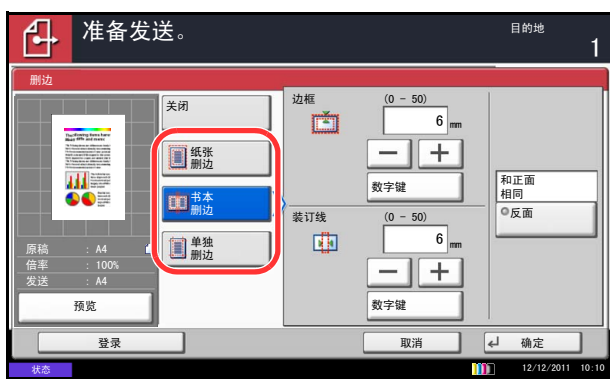 准备发送。
目的地
1
删边
关闭
纸张
删边
书本
删边
单独
删边
边框
(0 - 50)
6 mm
数字键
装订线
(0 - 50)
6 mm
数字键
和正面
相同
反面
原稿 : A4
倍率 : 100%
发送 : A4
预览
登录
取消
确定
状态
12/12/2011 10:10